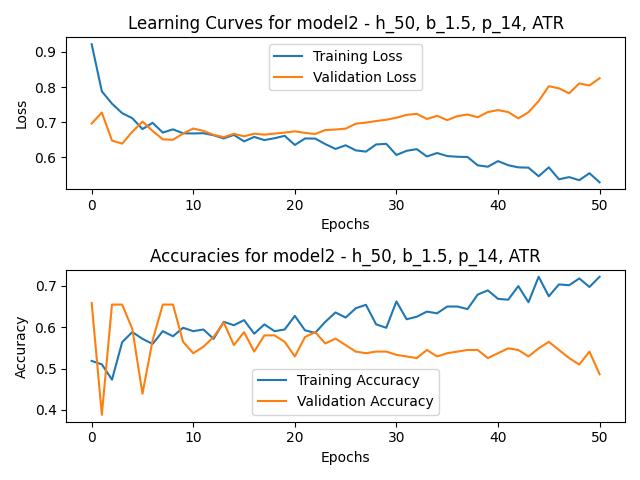 Learning Curves for model2 - h_50, b_1.5, p_14, ATR
Training Loss
Validation Loss
Loss
0.9
0.8
0.7
0.6
0 10 20 30 40 50
Epochs
Accuracies for model2 - h_50, b_1.5, p_14, ATR
Training Accuracy
Validation Accuracy
Accuracy
0.7
0.6
0.5
0.4
0 10 20 30 40 50
Epochs